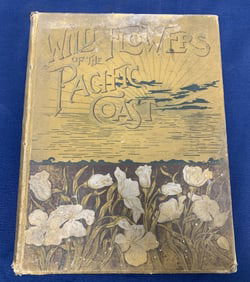 WILD FLOWERS
OF THE
PACIFIC
COAST